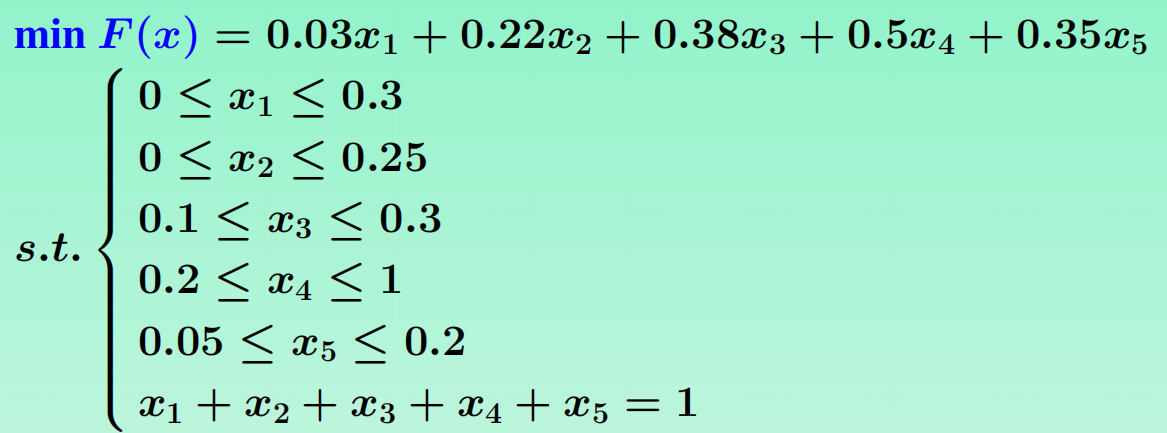 min F(x) = 0.03x₁ + 0.22x₂ + 0.38x₃ + 0.5x₄ + 0.35x₅
0 ≤ x₁ ≤ 0.3
0 ≤ x₂ ≤ 0.25
0.1 ≤ x₃ ≤ 0.3
s.t.
0.2 ≤ x₄ ≤ 1
0.05 ≤ x₅ ≤ 0.2
x₁ + x₂ + x₃ + x₄ + x₅ = 1